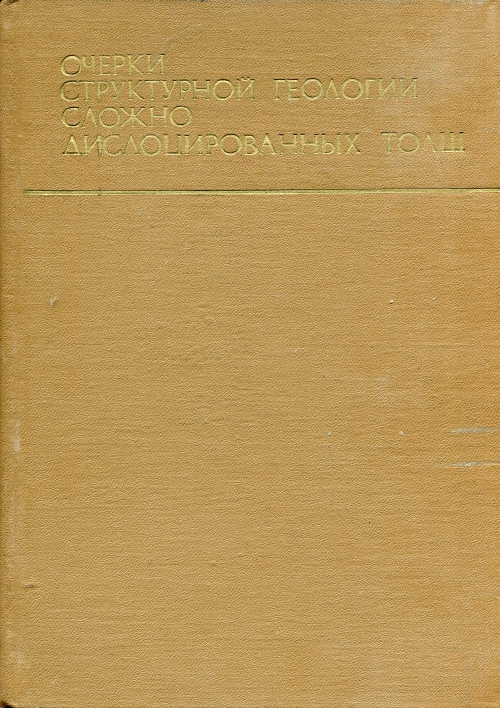 ОЧЕРКИ
СТРУКТУРНОЙ ГЕОЛОГИИ
СЛОЖНО
ДИСЛОЦИРОВАННЫХ ТОЛЩ